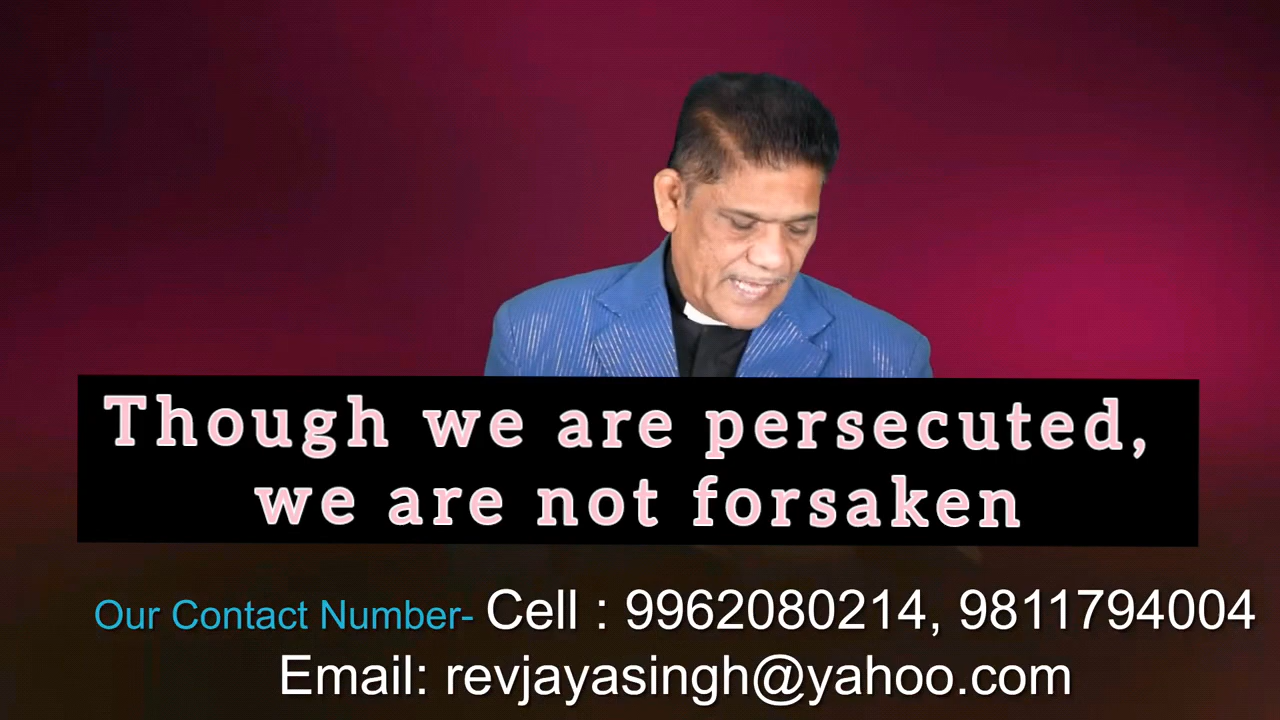 Though we are persecuted,
we are not forsaken
Our Contact Number- Cell : 9962080214, 9811794004
Email: revjayasingh@yahoo.com